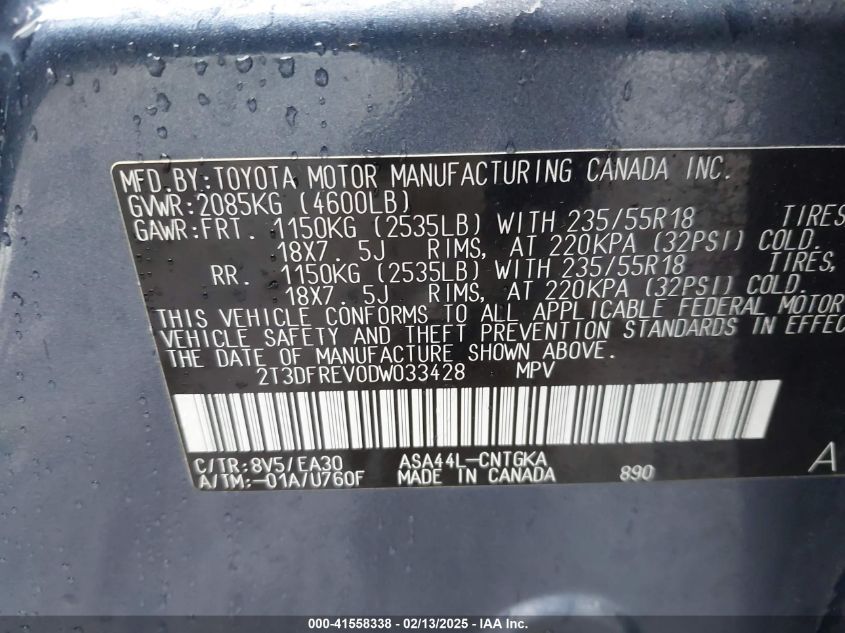 MFD.BY:TOYOTA MOTOR MANUFACTURING CANADA INC.
GVWR:2085KG (4600LB)
GAWR:FRT. 1150KG (2535LB) WITH 235/55R18 TIRES
18X7.5J RIMS, AT 220KPA (32PSI) COLD.
RR. 1150KG (2535LB) WITH 235/55R18 TIRES,
18X7.5J RIMS, AT 220KPA (32PSI) COLD.
THIS VEHICLE CONFORMS TO ALL APPLICABLE FEDERAL MOTOR
VEHICLE SAFETY AND THEFT PREVENTION STANDARDS IN EFFEC
THE DATE OF MANUFACTURE SHOWN ABOVE.
2T3DFREV0DW033428 MPV
C/TR:8V5/EA30 ASA44L-CNTGKA A
A/TM:-01A/U760F MADE IN CANADA 890
000-41558338 - 02/13/2025 - IAA Inc.